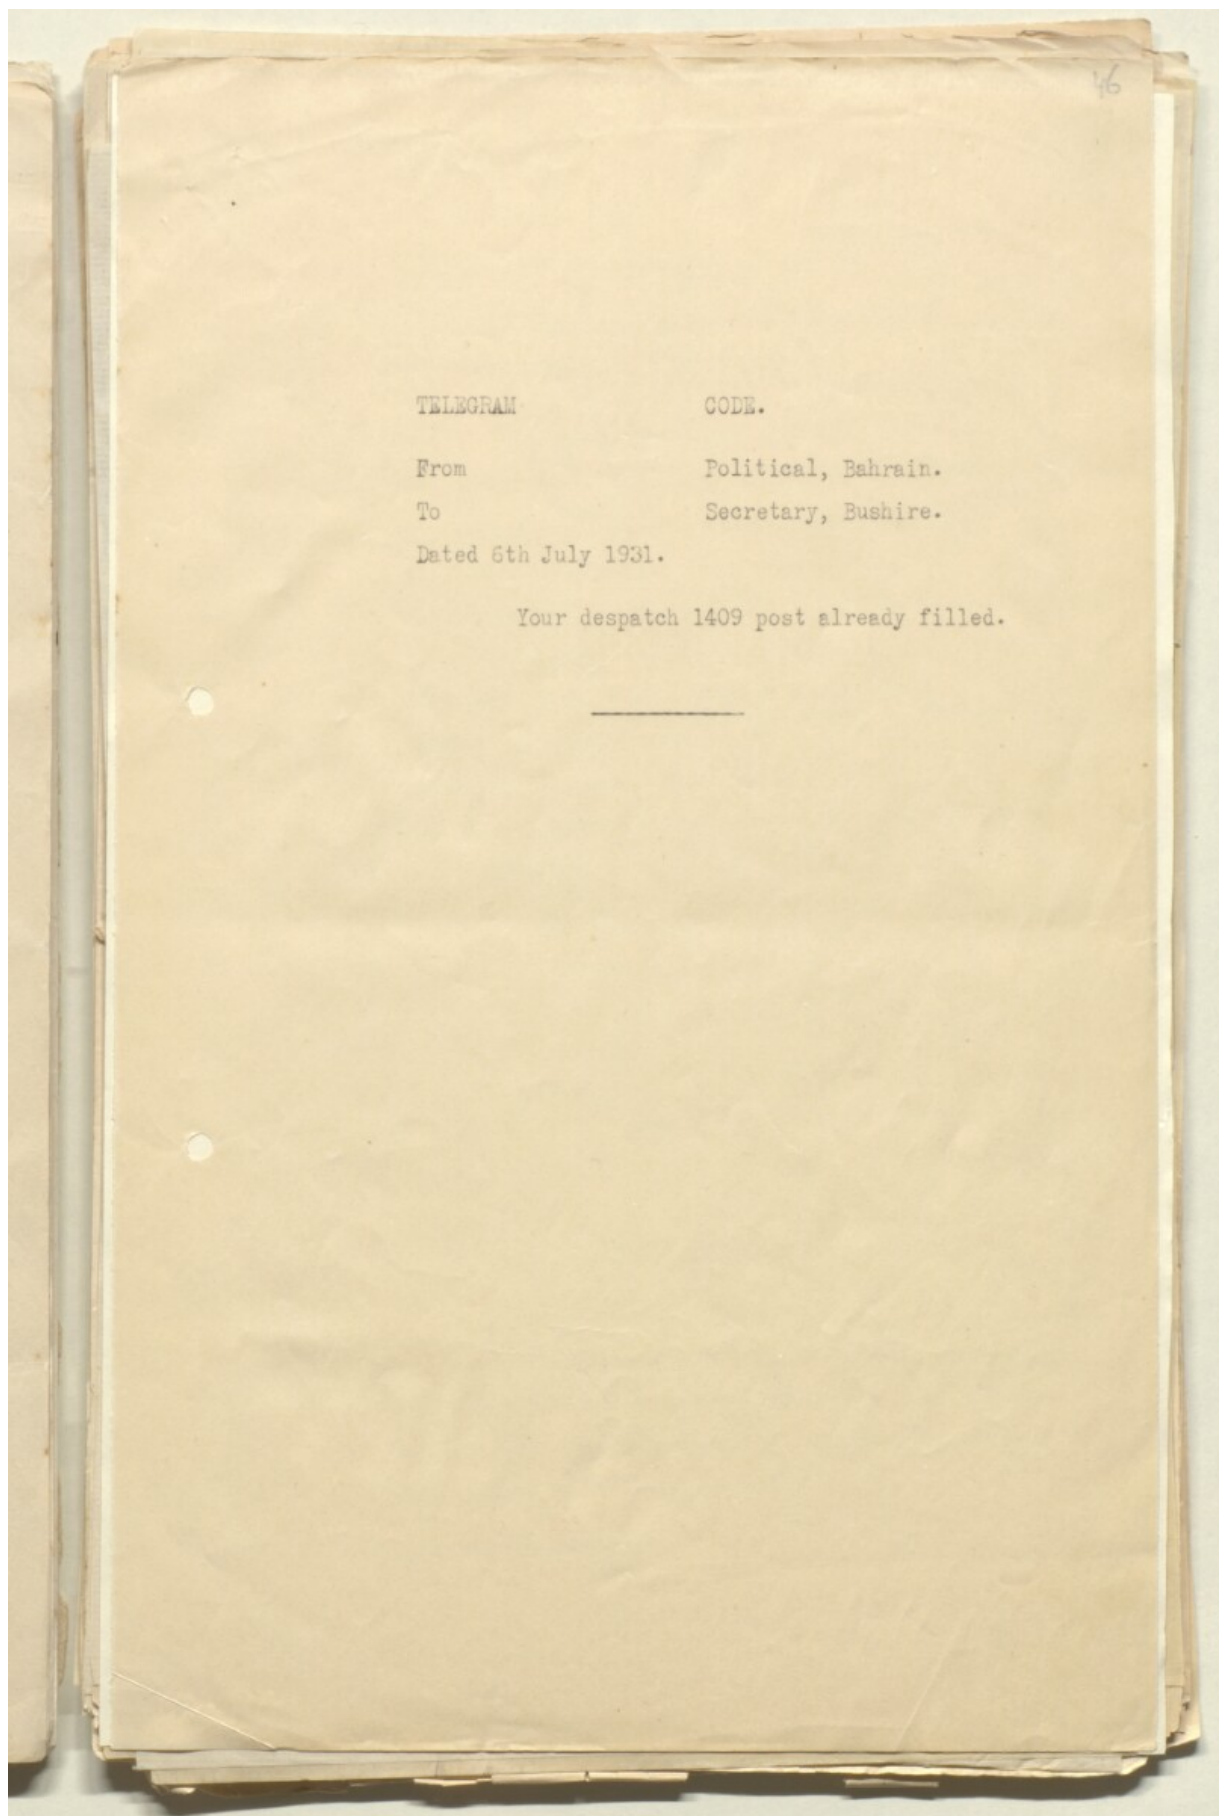 46
TELEGRAM CODE.
From Political, Bahrain.
To Secretary, Bushire.
Dated 6th July 1931.
Your despatch 1409 post already filled.